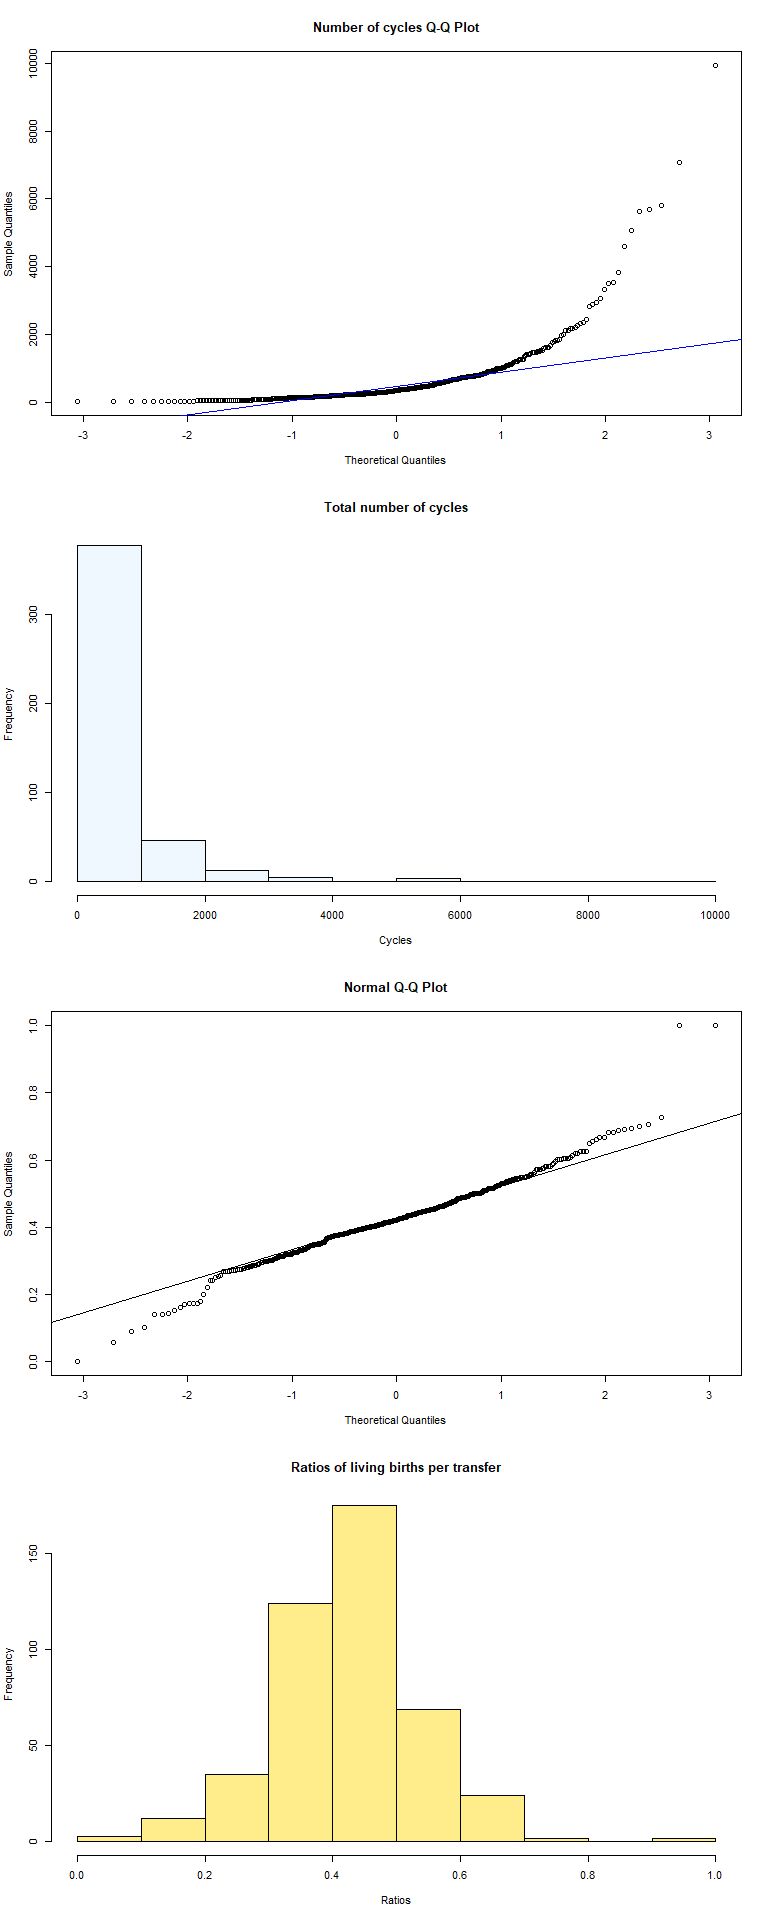 Number of cycles Q-Q Plot
10000
8000
6000
4000
2000
0
Sample Quantiles
-3 -2 -1 0 1 2 3
Theoretical Quantiles
Total number of cycles
300
200
100
0
Frequency
0 2000 4000 6000 8000 10000
Cycles
Normal Q-Q Plot
1.0
0.8
0.6
0.4
0.2
0.0
Sample Quantiles
-3 -2 -1 0 1 2 3
Theoretical Quantiles
Ratios of living births per transfer
150
100
50
0
Frequency
0.0 0.2 0.4 0.6 0.8 1.0
Ratios